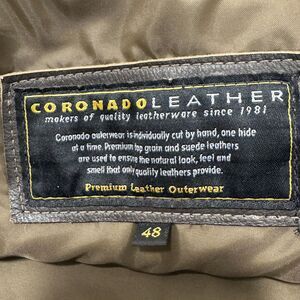 CORONADO LEATHER
makers of quality leatherware since 1981
Coronado outerwear is individually cut by hand, one hide
at a time. Premium top grain and suede leathers
are used to ensure the natural look, feel and
smell that only quality leathers provide.
Premium Leather Outerwear
48